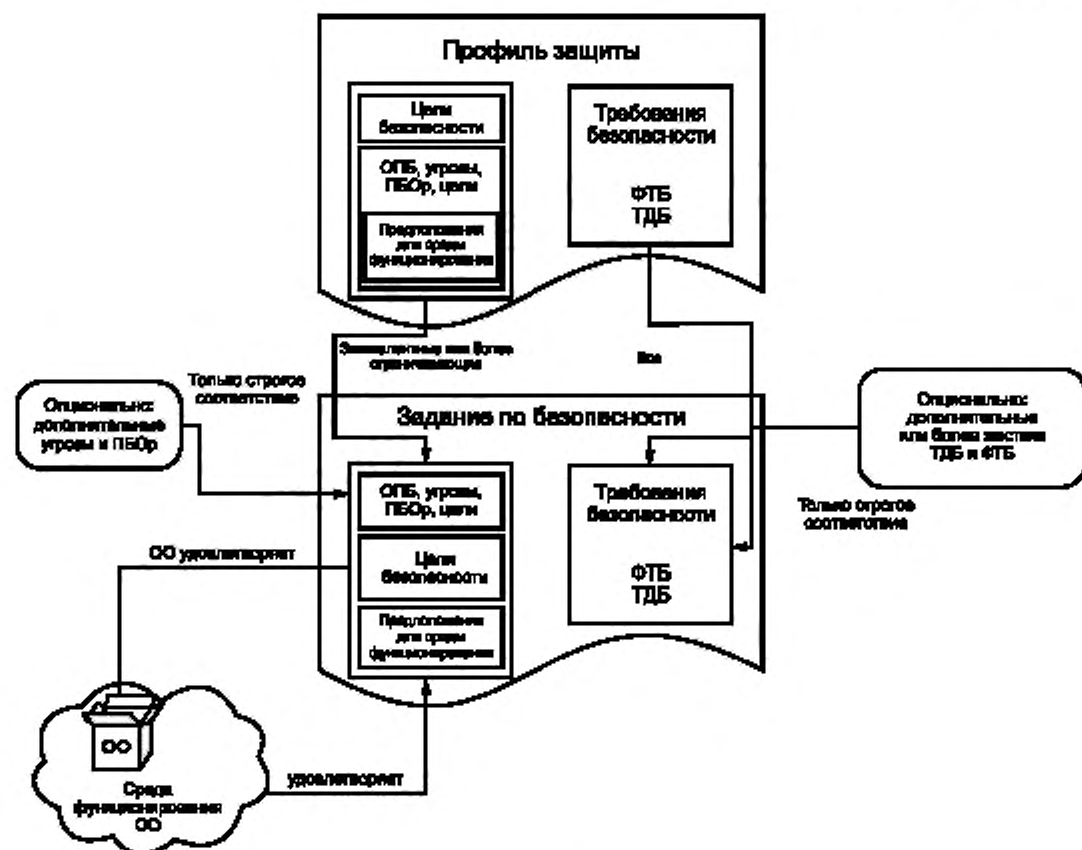 Профиль защиты
Цели
безопасности
ОПБ, угрозы,
ПБОр, цели
Предположения
для среды
функционирования
Требования
безопасности
ФТБ
ТДБ
или более
ограничивающие
Все
Только строгое
соответствие
Опционально:
дополнительные
угрозы и ПБОр
Задание по безопасности
Опционально:
дополнительные
или более жесткие
ТДБ и ФТБ
ОПБ, угрозы,
ПБОр, цели
Цели
безопасности
Предположения
для среды
функционирования
Требования
безопасности
ФТБ
ТДБ
Только строгое
соответствие
ОО удовлетворяет
ОО
Среда
функционирования
ОО
удовлетворяет